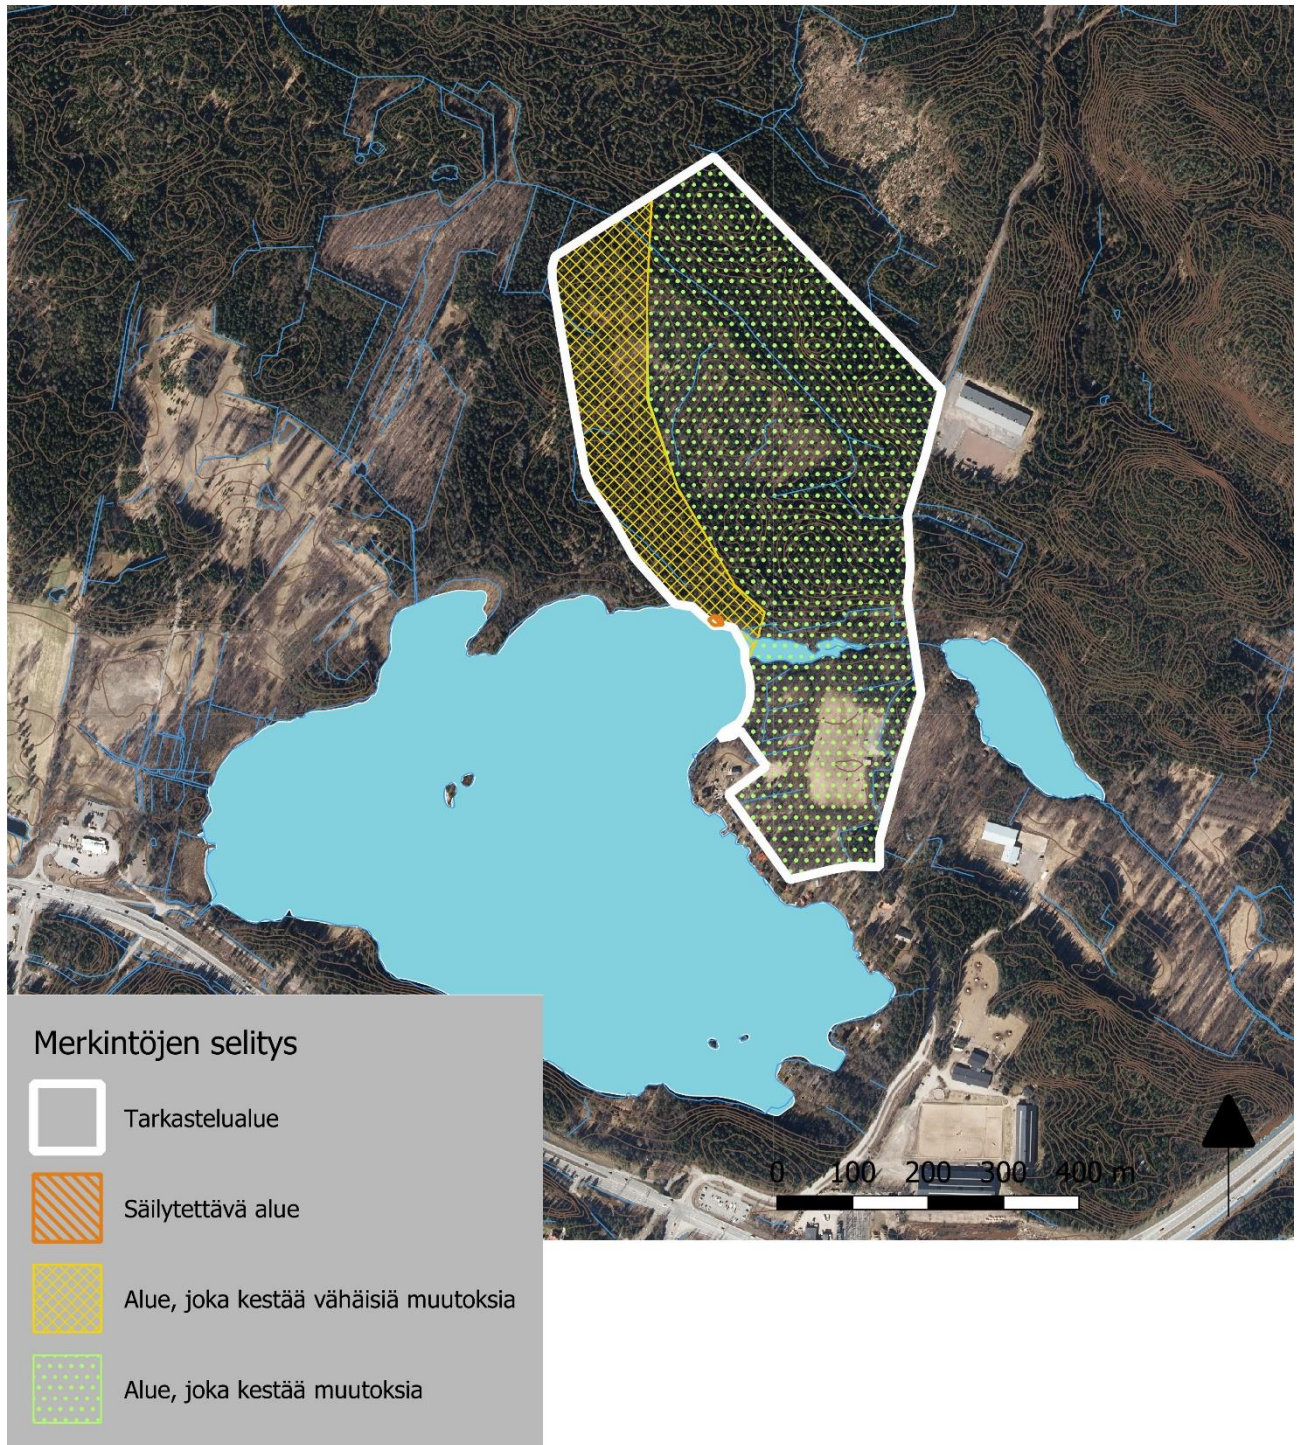 Merkintöjen selitys
Tarkastelualue
Säilytettävä alue
Alue, joka kestää vähäisiä muutoksia
Alue, joka kestää muutoksia
0 100 200 300 400 m